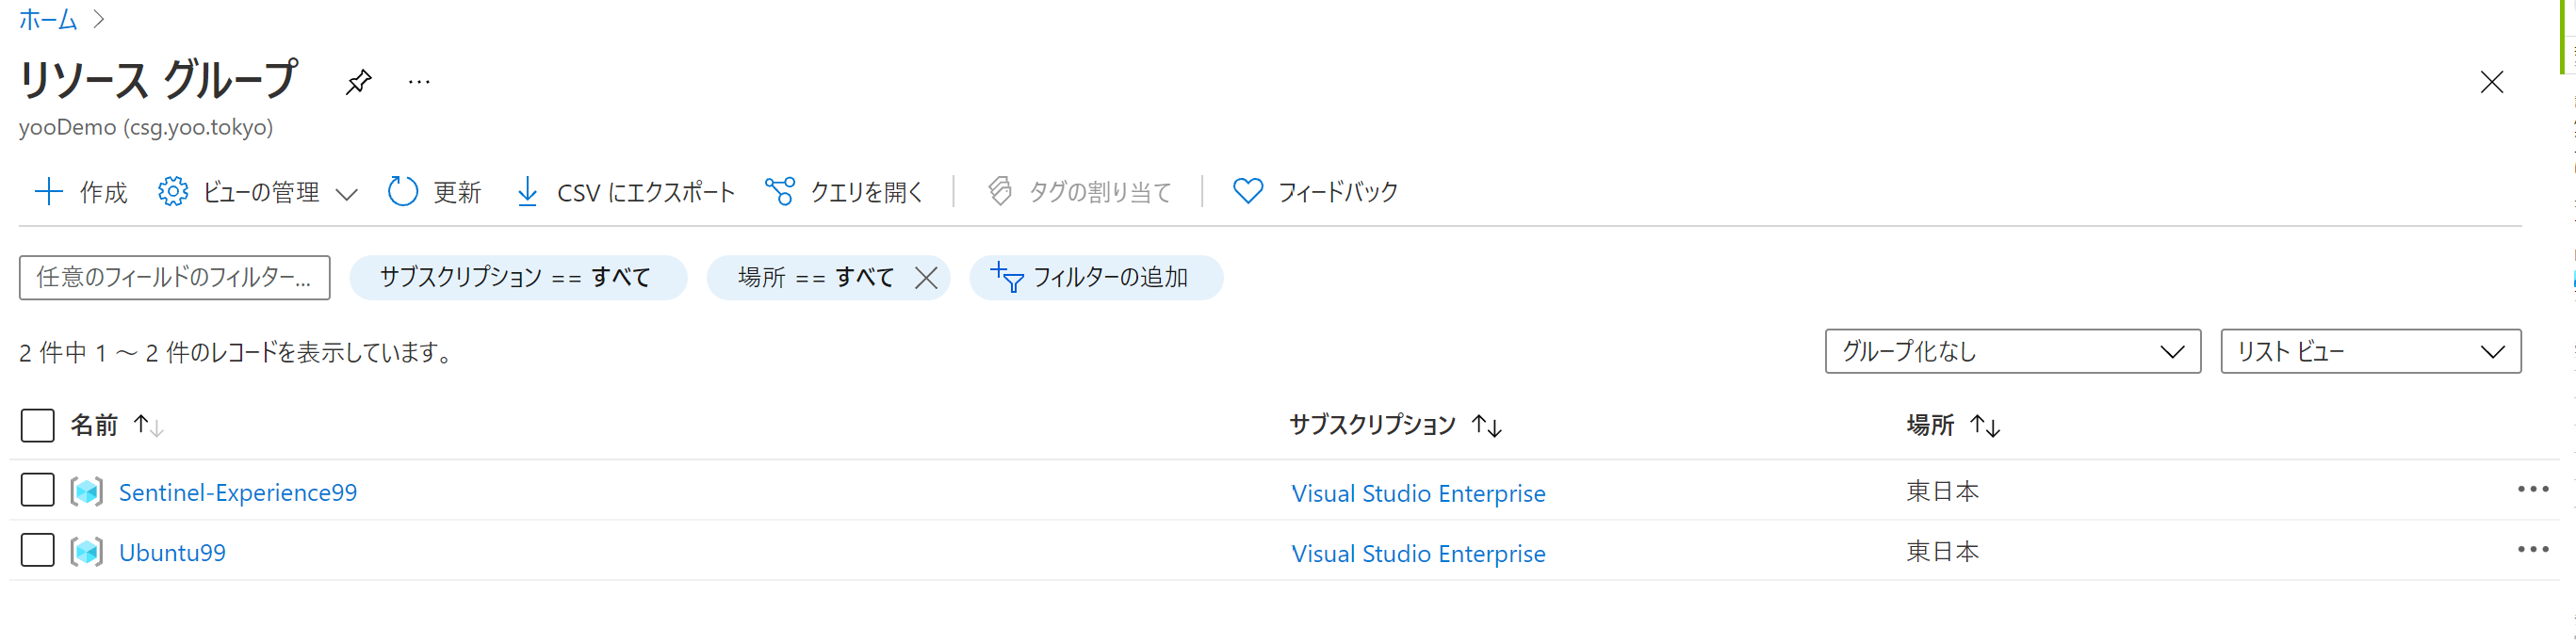 ホーム
リソース グループ
yooDemo (csg.yoo.tokyo)
作成 ビューの管理 更新 CSV にエクスポート クエリを開く タグの割り当て フィードバック
任意のフィールドのフィルター... サブスクリプション == すべて 場所 == すべて フィルターの追加
2 件中 1 ～ 2 件のレコードを表示しています。 グループ化なし リスト ビュー
名前 サブスクリプション 場所
Sentinel-Experience99 Visual Studio Enterprise 東日本
Ubuntu99 Visual Studio Enterprise 東日本